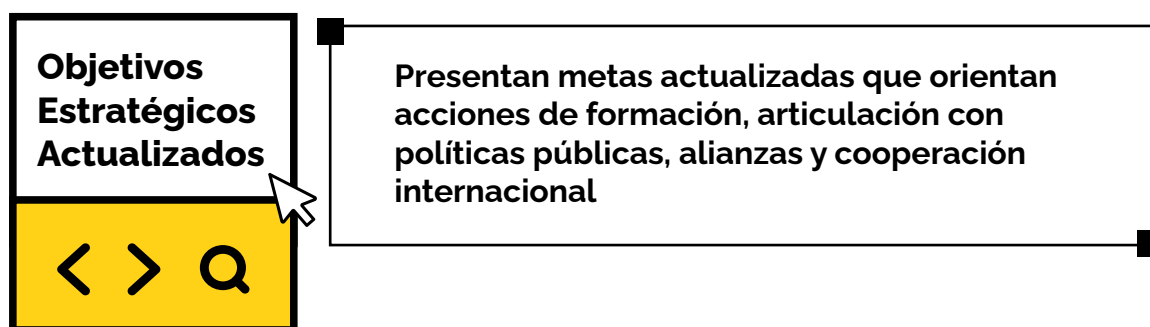 Objetivos
Estratégicos
Actualizados
Presentan metas actualizadas que orientan
acciones de formación, articulación con
políticas públicas, alianzas y cooperación
internacional